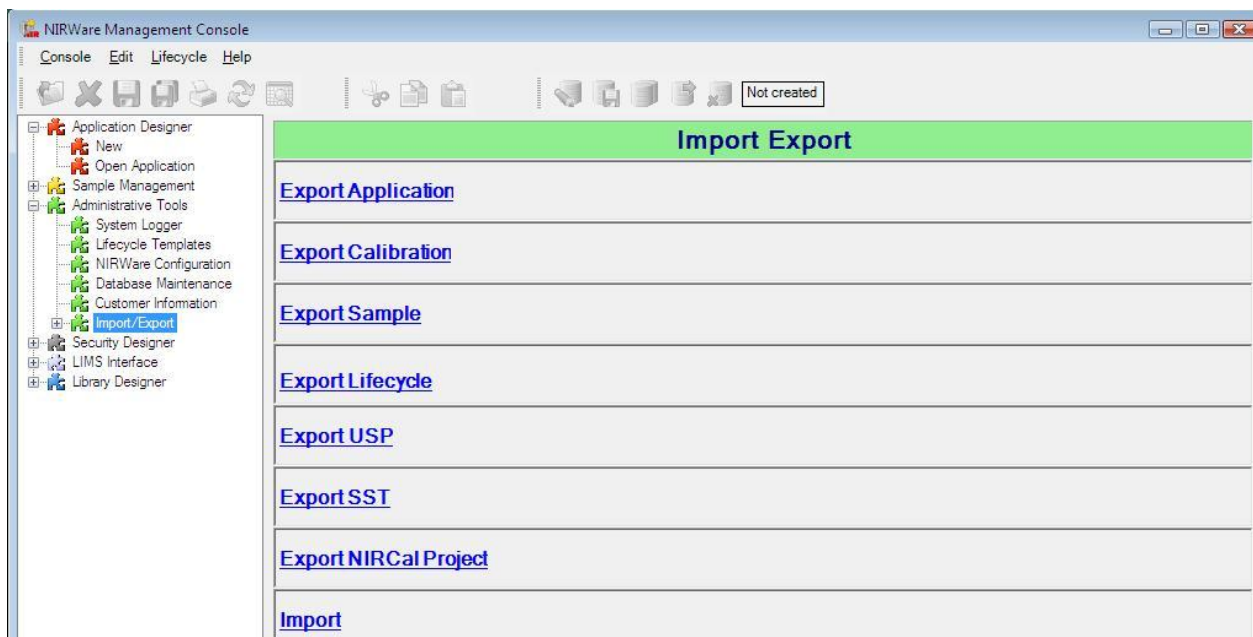 NIRWare Management Console
Console Edit Lifecycle Help
Not created
Application Designer
New
Open Application
Sample Management
Administrative Tools
System Logger
Lifecycle Templates
NIRWare Configuration
Database Maintenance
Customer Information
Import/Export
Security Designer
LIMS Interface
Library Designer
Import Export
Export Application
Export Calibration
Export Sample
Export Lifecycle
Export USP
Export SST
Export NIRCal Project
Import